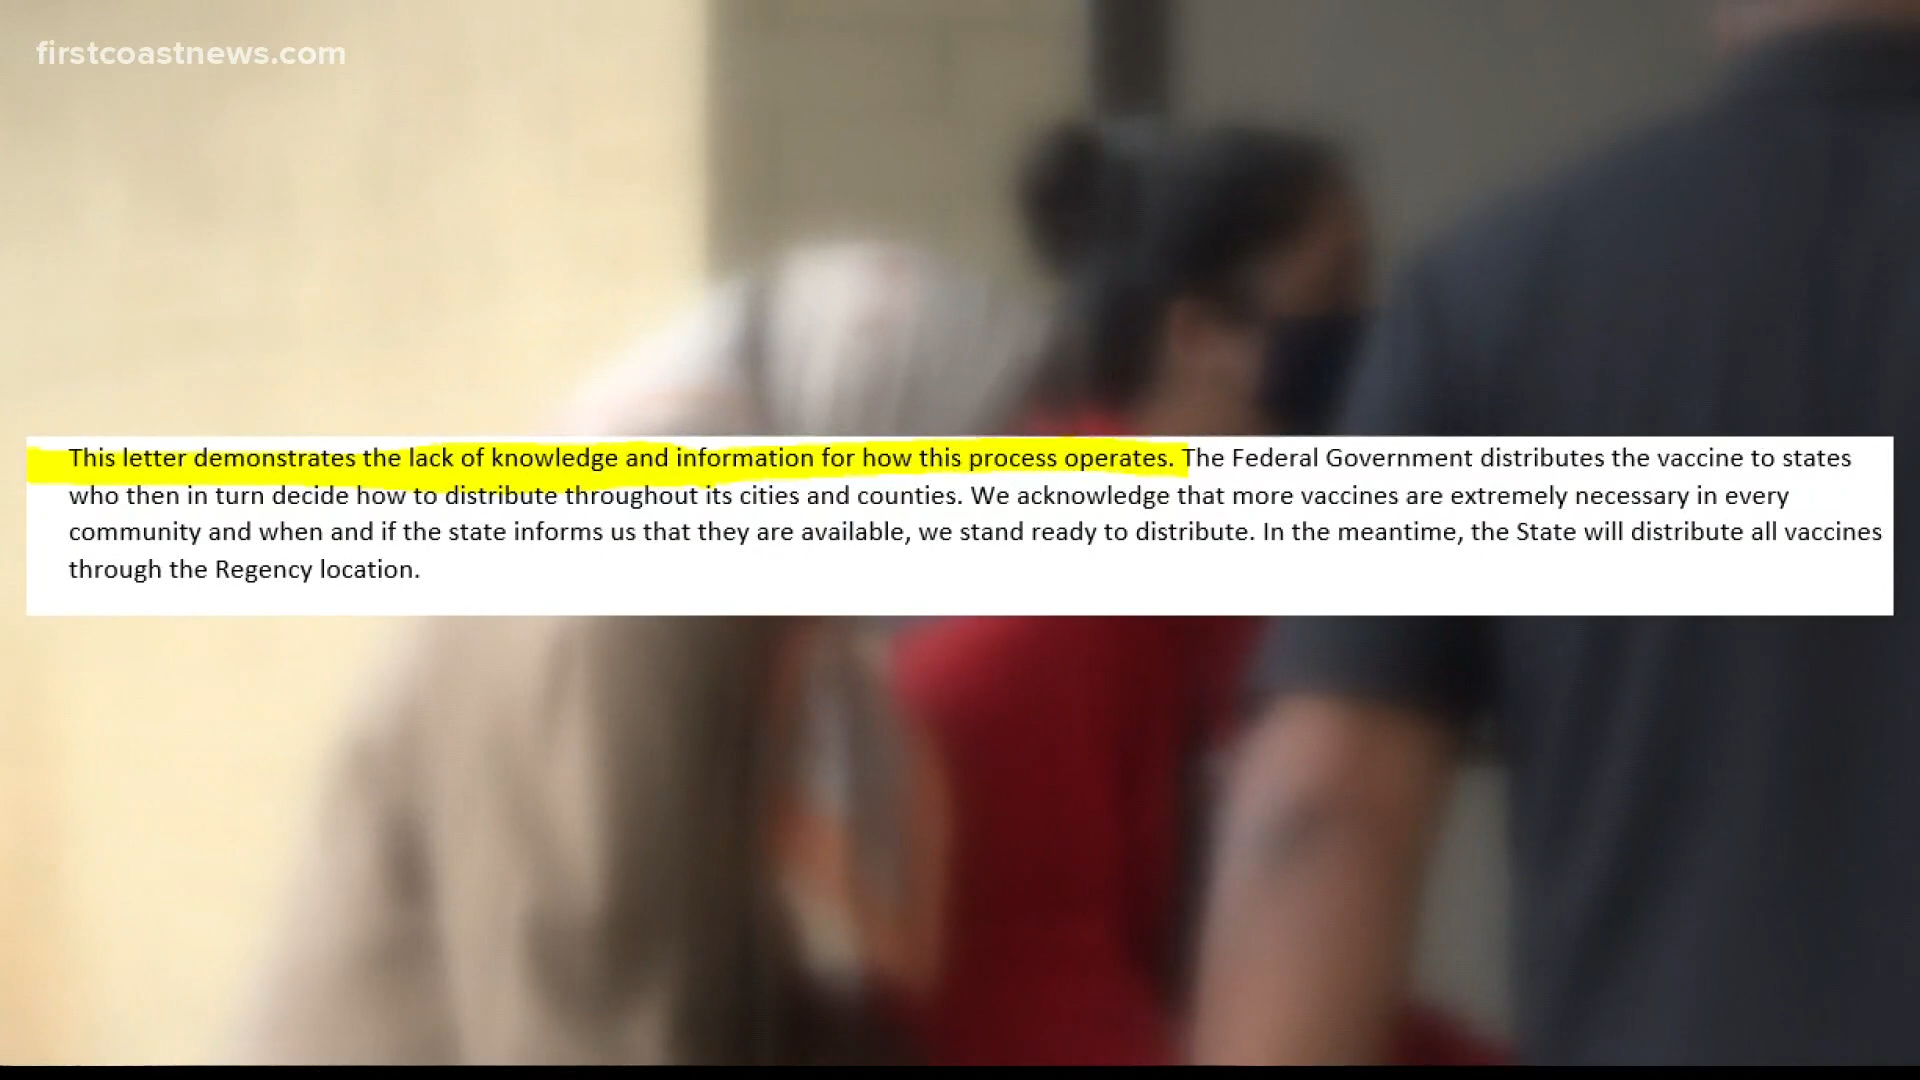 firstcoastnews.com
This letter demonstrates the lack of knowledge and information for how this process operates. The Federal Government distributes the vaccine to states
who then in turn decide how to distribute throughout its cities and counties. We acknowledge that more vaccines are extremely necessary in every
community and when and if the state informs us that they are available, we stand ready to distribute. In the meantime, the State will distribute all vaccines
through the Regency location.